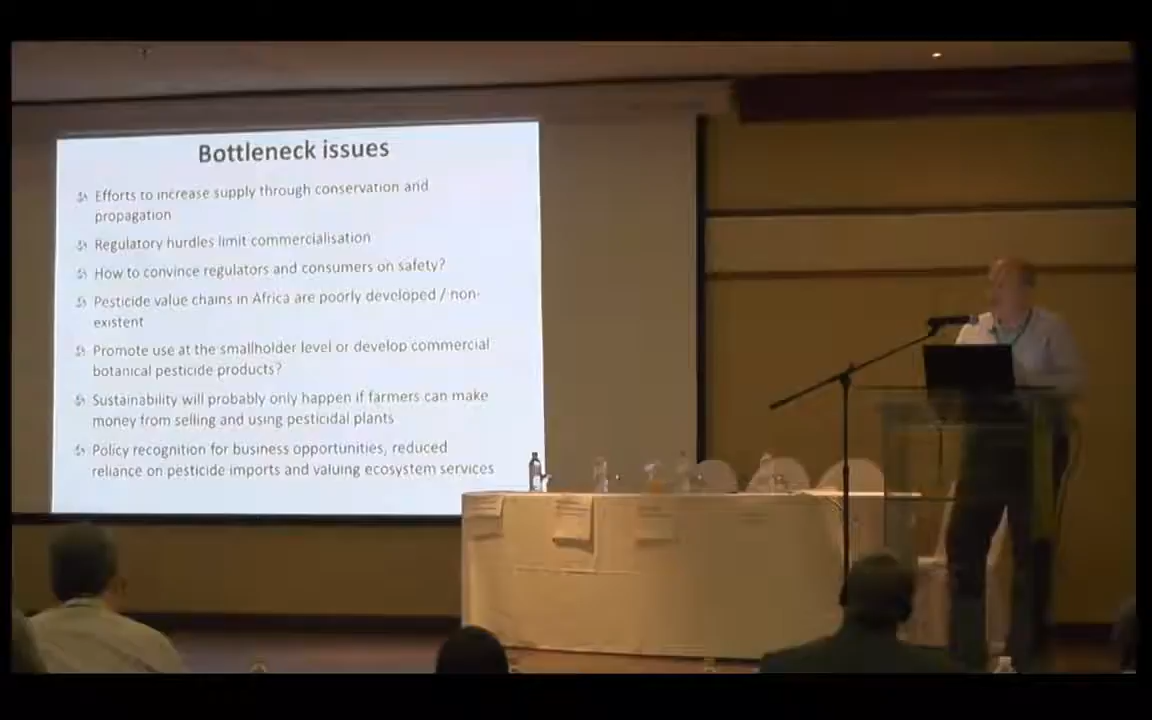 Bottleneck issues
Efforts to increase supply through conservation and
propagation
Regulatory hurdles limit commercialisation
How to convince regulators and consumers on safety?
Pesticide value chains in Africa are poorly developed / non-
existent
Promote use at the smallholder level or develop commercial
botanical pesticide products?
Sustainability will probably only happen if farmers can make
money from selling and using pesticidal plants
Policy recognition for business opportunities, reduced
reliance on pesticide imports and valuing ecosystem services